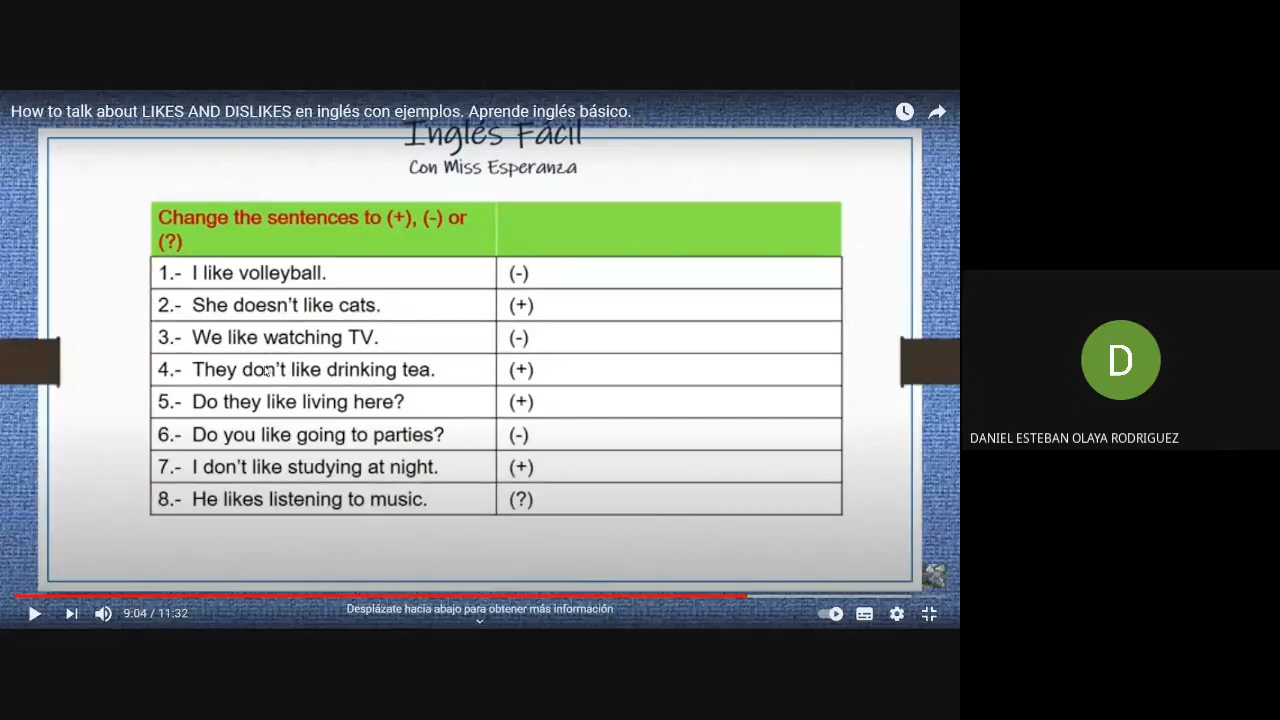 How to talk about LIKES AND DISLIKES en inglés con ejemplos. Aprende inglés básico.
Inglés Fácil
Con Miss Esperanza
Change the sentences to (+), (-) or
(?)
1.- I like volleyball. (-)
2.- She doesn't like cats. (+)
3.- We like watching TV. (-)
4.- They don't like drinking tea. (+)
5.- Do they like living here? (+)
6.- Do you like going to parties? (-)
7.- I don't like studying at night. (+)
8.- He likes listening to music. (?)
D
DANIEL ESTEBAN OLAYA RODRIGUEZ
9:04 / 11:32
Desplázate hacia abajo para obtener más información